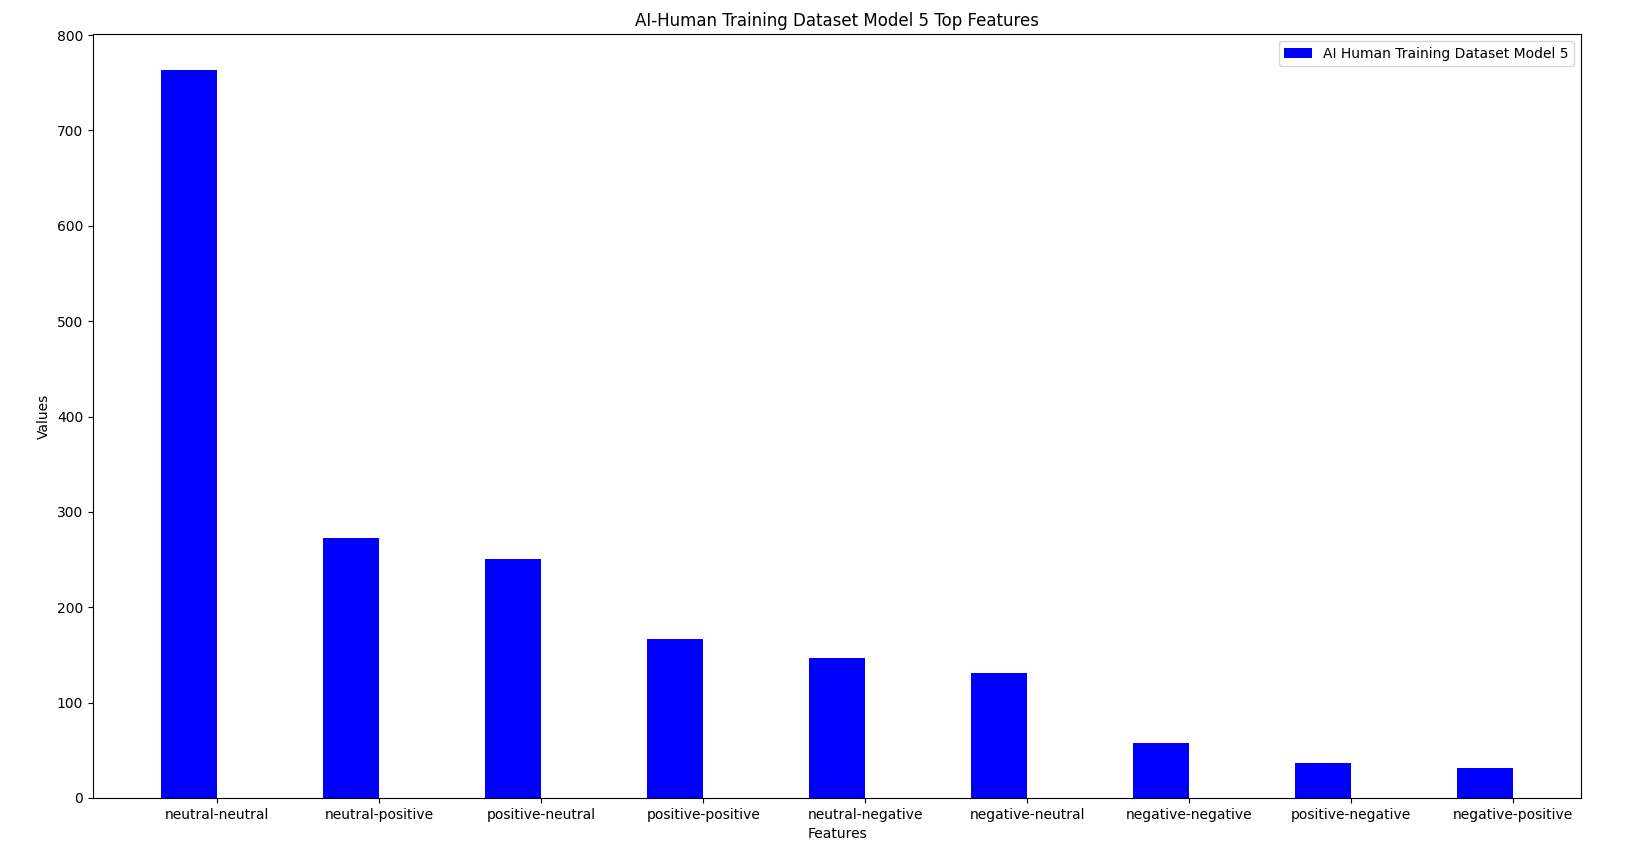 AI-Human Training Dataset Model 5 Top Features
AI Human Training Dataset Model 5
800
700
600
500
400
300
200
100
0
Values
neutral-neutral neutral-positive positive-neutral positive-positive neutral-negative negative-neutral negative-negative positive-negative negative-positive
Features